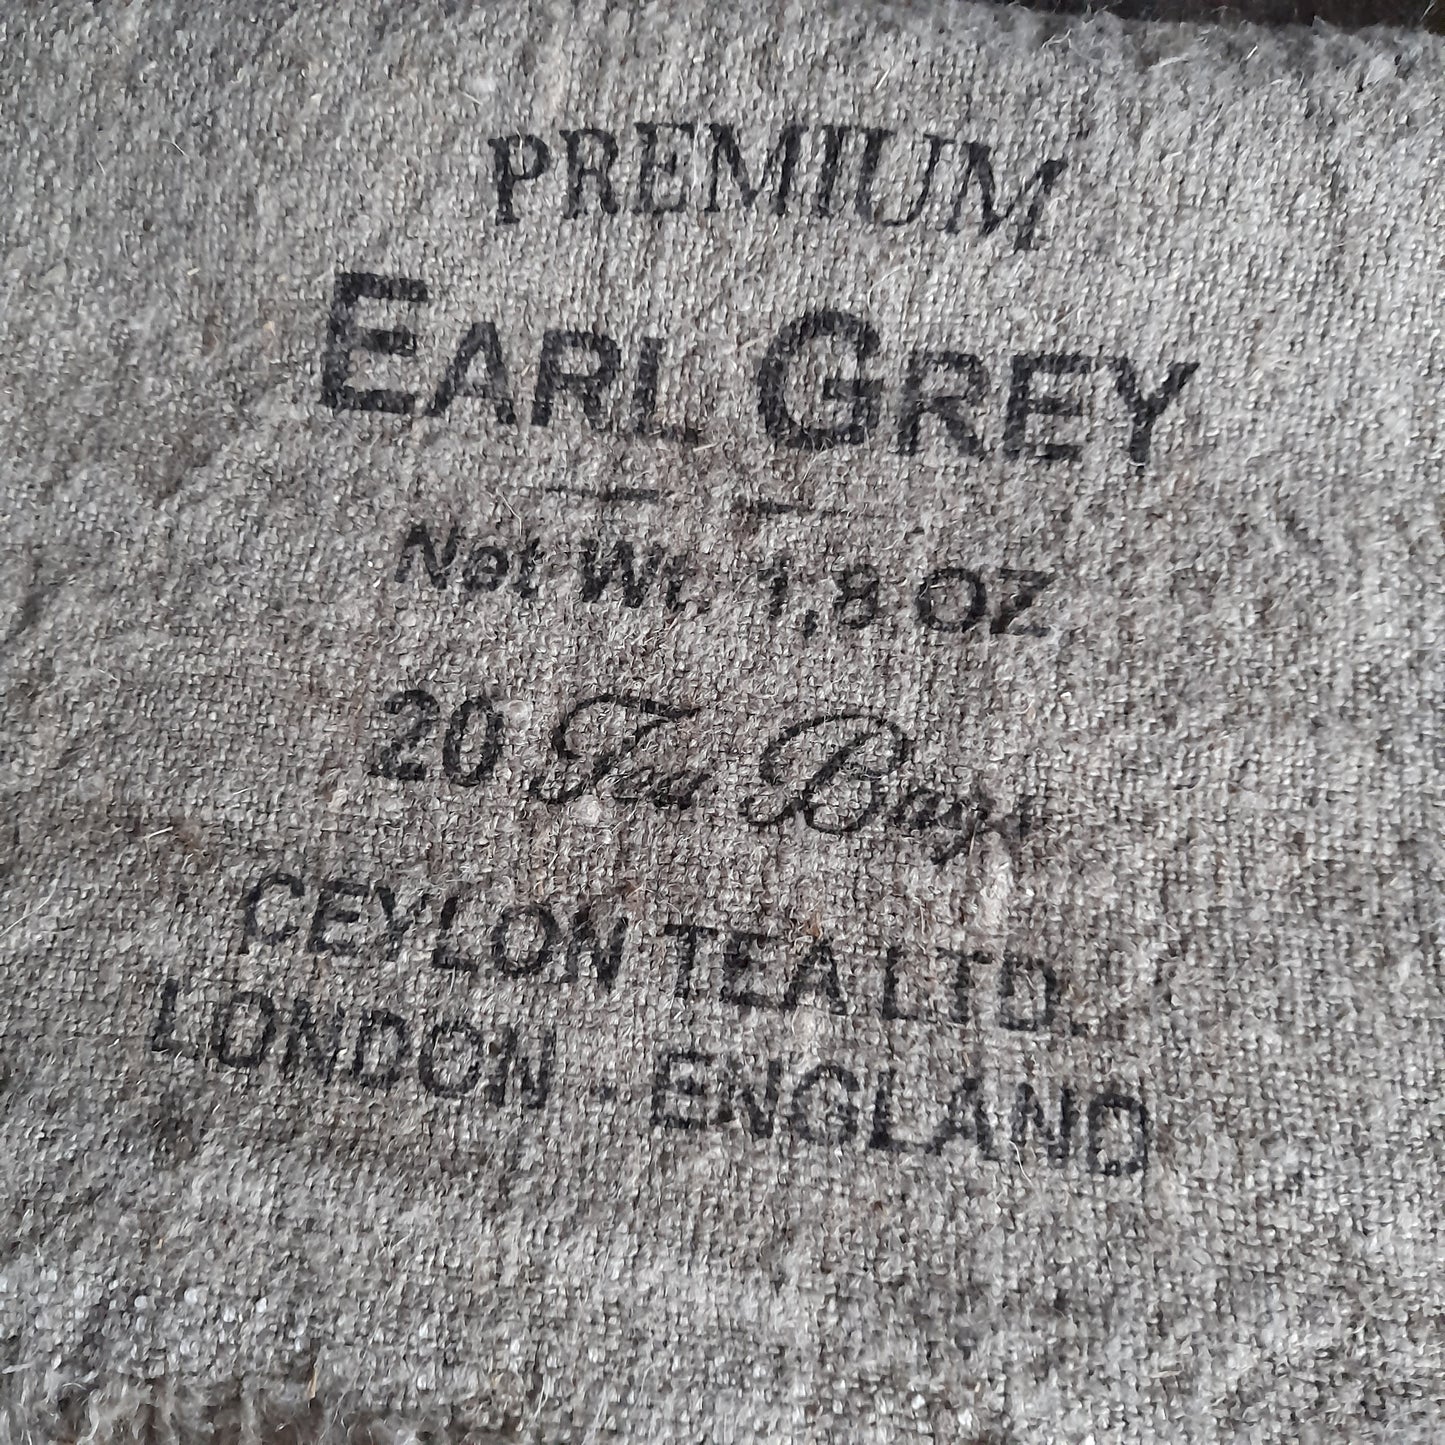 PREMIUM
EARL GREY
Net Wt. 1,8 OZ
20 Tea Bags
CEYLON TEA LTD.
LONDON - ENGLAND